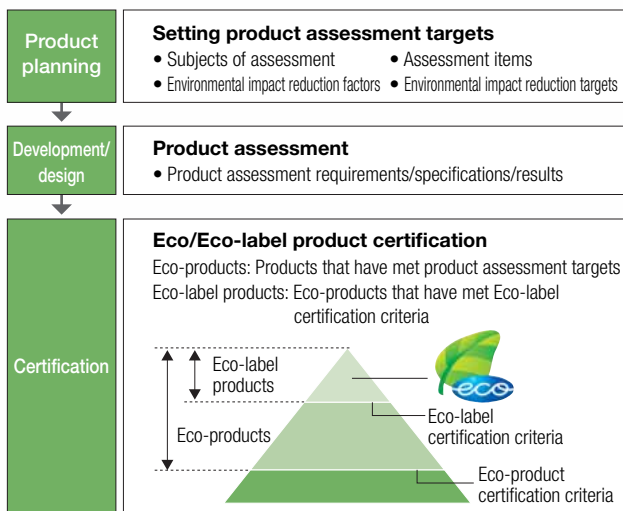 Product
planning
Setting product assessment targets
• Subjects of assessment • Assessment items
• Environmental impact reduction factors • Environmental impact reduction targets
Development/
design
Product assessment
• Product assessment requirements/specifications/results
Certification
Eco/Eco-label product certification
Eco-products: Products that have met product assessment targets
Eco-label products: Eco-products that have met Eco-label
certification criteria
Eco-label
products
Eco-products
eco
Eco-label
certification criteria
Eco-product
certification criteria